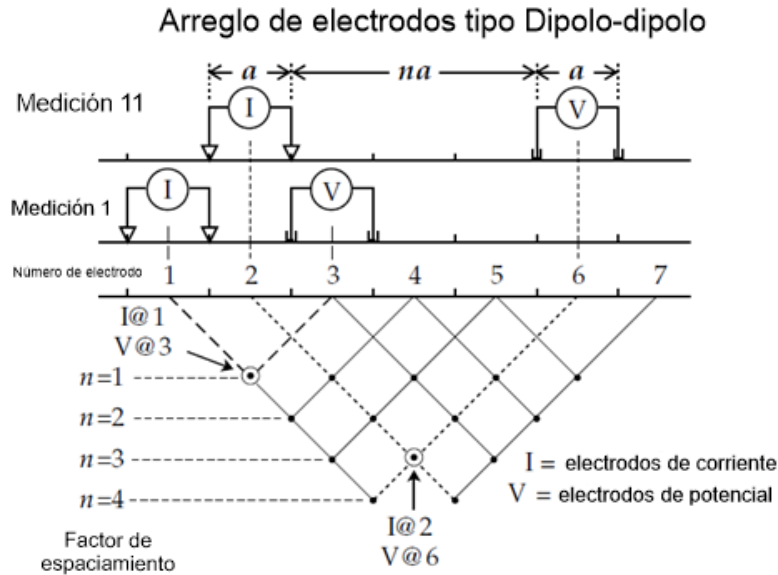 Arreglo de electrodos tipo Dipolo-dipolo
a na a
Medición 11 I V
Medición 1 I V
Número de electrodo 1 2 3 4 5 6 7
I@1
V@3
n=1
n=2
n=3
n=4
I = electrodos de corriente
V = electrodos de potencial
I@2
V@6
Factor de
espaciamiento